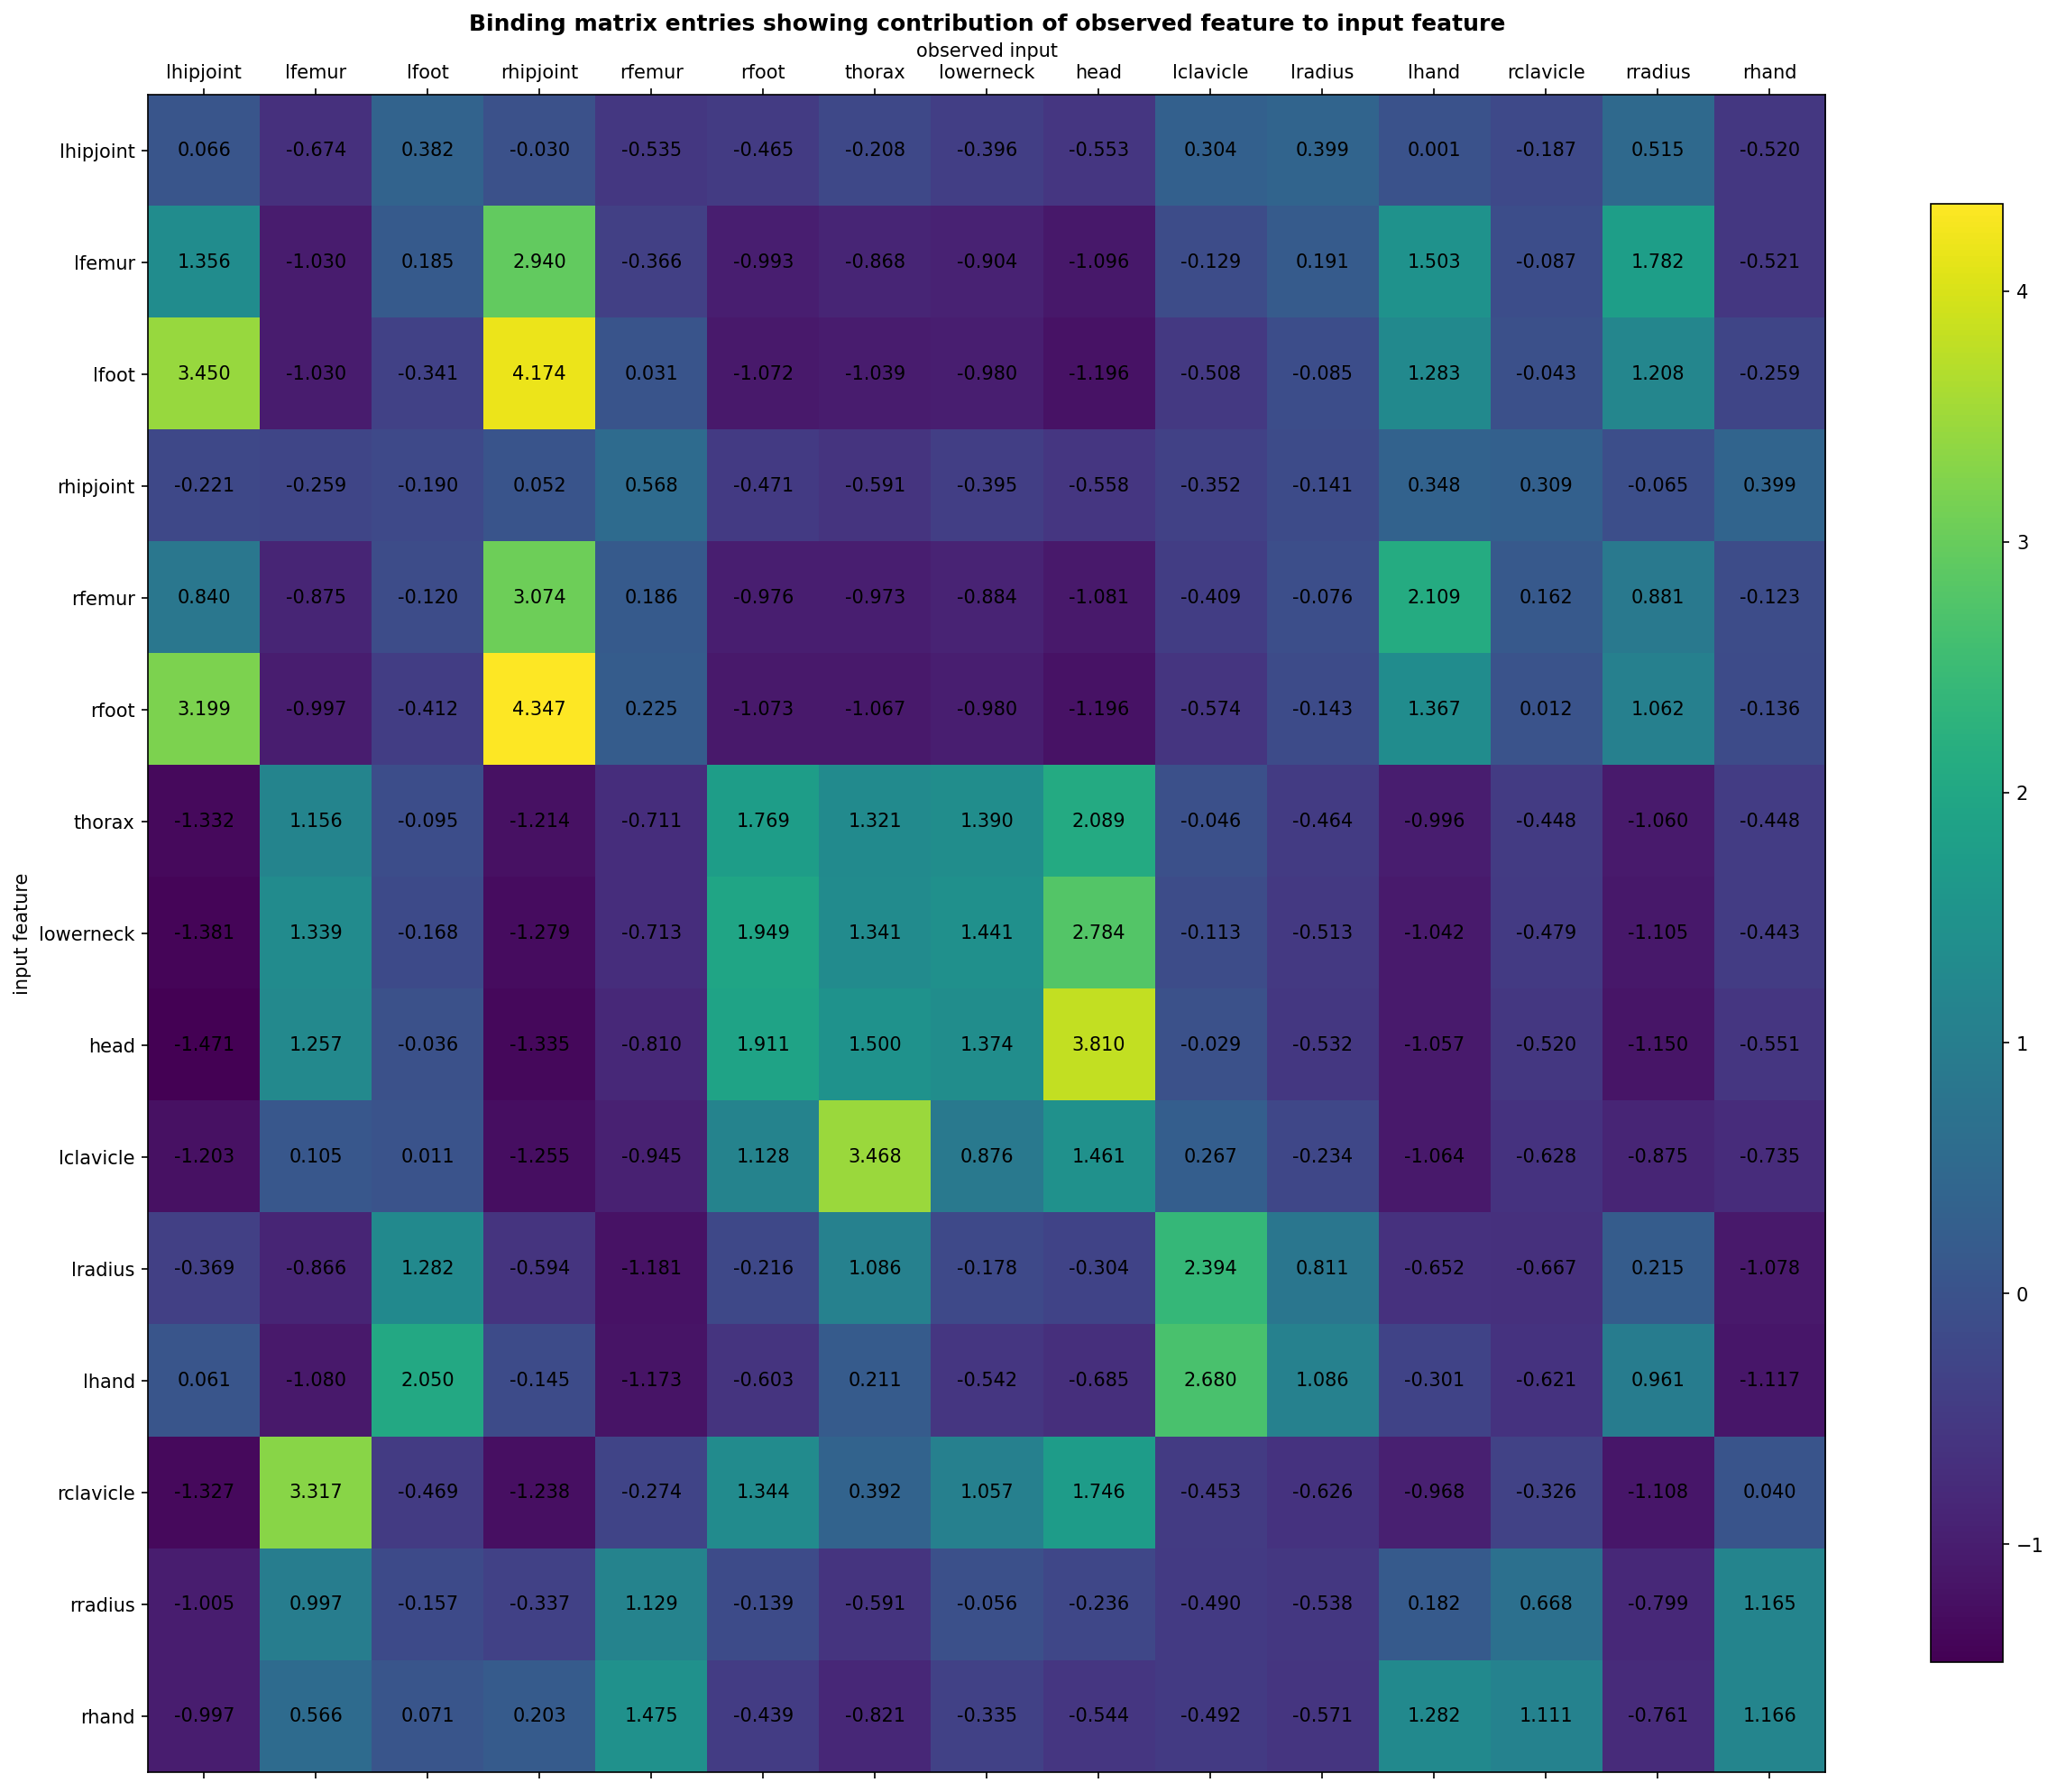 Binding matrix entries showing contribution of observed feature to input feature
observed input
lhipjoint lfemur lfoot rhipjoint rfemur rfoot thorax lowerneck head lclavicle lradius lhand rclavicle rradius rhand
lhipjoint 0.066 -0.674 0.382 -0.030 -0.535 -0.465 -0.208 -0.396 -0.553 0.304 0.399 0.001 -0.187 0.515 -0.520
lfemur 1.356 -1.030 0.185 2.940 -0.366 -0.993 -0.868 -0.904 -1.096 -0.129 0.191 1.503 -0.087 1.782 -0.521
4
lfoot 3.450 -1.030 -0.341 4.174 0.031 -1.072 -1.039 -0.980 -1.196 -0.508 -0.085 1.283 -0.043 1.208 -0.259
rhipjoint -0.221 -0.259 -0.190 0.052 0.568 -0.471 -0.591 -0.395 -0.558 -0.352 -0.141 0.348 0.309 -0.065 0.399
3
rfemur 0.840 -0.875 -0.120 3.074 0.186 -0.976 -0.973 -0.884 -1.081 -0.409 -0.076 2.109 0.162 0.881 -0.123
rfoot 3.199 -0.997 -0.412 4.347 0.225 -1.073 -1.067 -0.980 -1.196 -0.574 -0.143 1.367 0.012 1.062 -0.136
2
thorax -1.332 1.156 -0.095 -1.214 -0.711 1.769 1.321 1.390 2.089 -0.046 -0.464 -0.996 -0.448 -1.060 -0.448
input feature
lowerneck -1.381 1.339 -0.168 -1.279 -0.713 1.949 1.341 1.441 2.784 -0.113 -0.513 -1.042 -0.479 -1.105 -0.443
head -1.471 1.257 -0.036 -1.335 -0.810 1.911 1.500 1.374 3.810 -0.029 -0.532 -1.057 -0.520 -1.150 -0.551
1
lclavicle -1.203 0.105 0.011 -1.255 -0.945 1.128 3.468 0.876 1.461 0.267 -0.234 -1.064 -0.628 -0.875 -0.735
lradius -0.369 -0.866 1.282 -0.594 -1.181 -0.216 1.086 -0.178 -0.304 2.394 0.811 -0.652 -0.667 0.215 -1.078
0
lhand 0.061 -1.080 2.050 -0.145 -1.173 -0.603 0.211 -0.542 -0.685 2.680 1.086 -0.301 -0.621 0.961 -1.117
rclavicle -1.327 3.317 -0.469 -1.238 -0.274 1.344 0.392 1.057 1.746 -0.453 -0.626 -0.968 -0.326 -1.108 0.040
−1
rradius -1.005 0.997 -0.157 -0.337 1.129 -0.139 -0.591 -0.056 -0.236 -0.490 -0.538 0.182 0.668 -0.799 1.165
rhand -0.997 0.566 0.071 0.203 1.475 -0.439 -0.821 -0.335 -0.544 -0.492 -0.571 1.282 1.111 -0.761 1.166